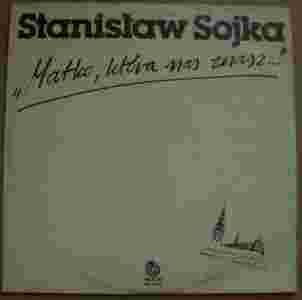 Stanisław Sojka
„Matko, która nas znasz..."